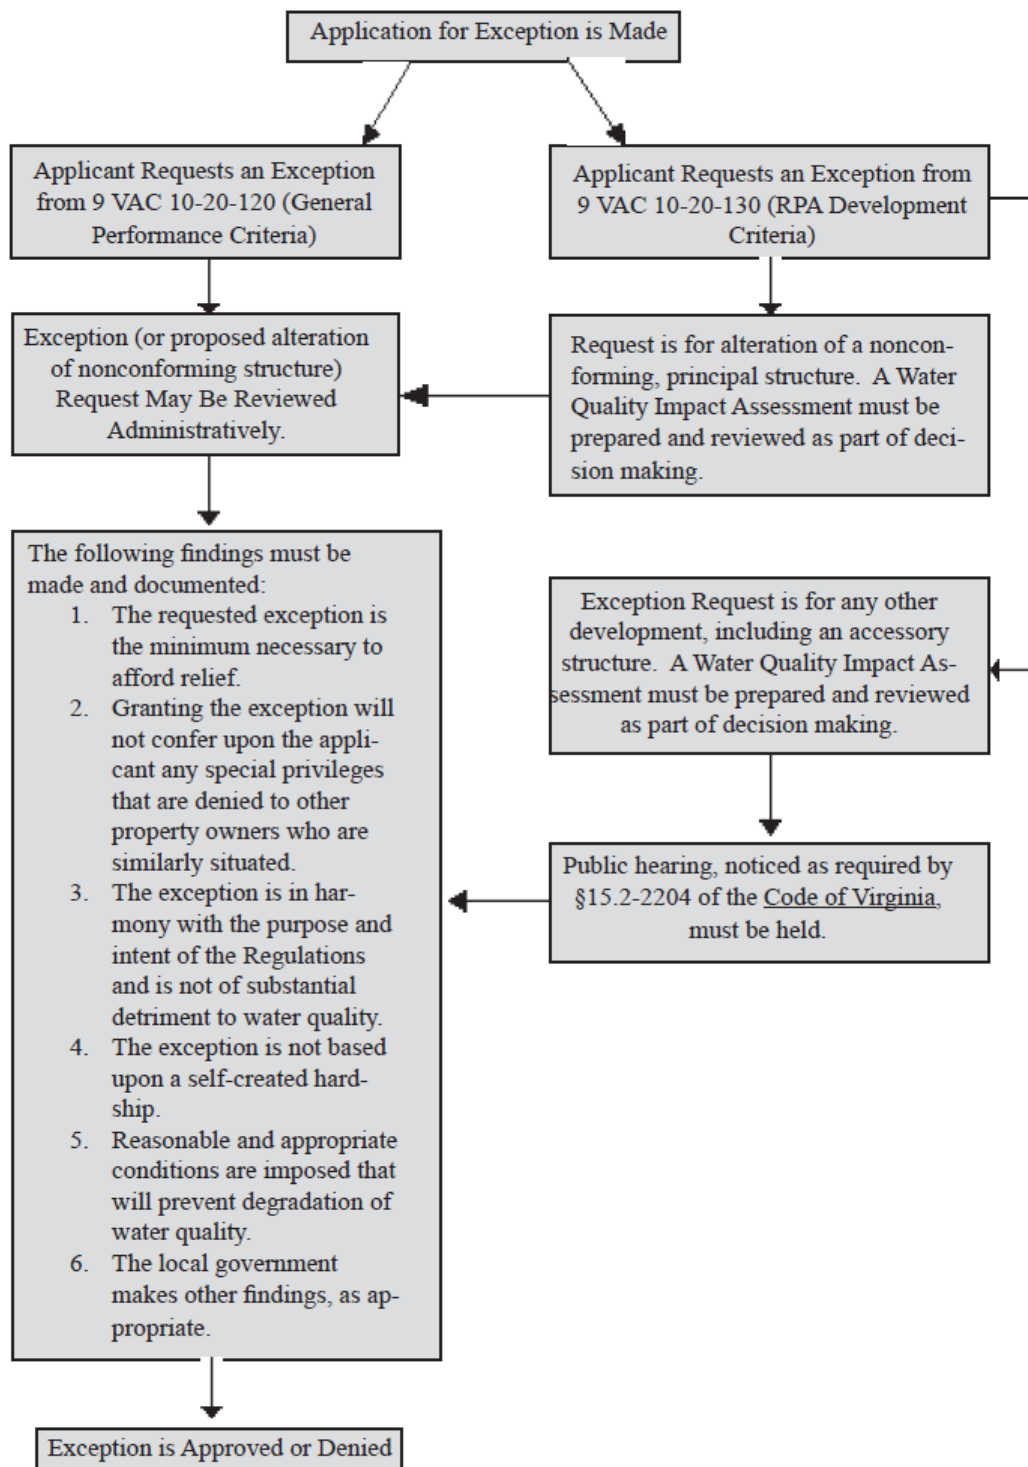 Application for Exception is Made
Applicant Requests an Exception
from 9 VAC 10-20-120 (General
Performance Criteria)
Applicant Requests an Exception from
9 VAC 10-20-130 (RPA Development
Criteria)
Exception (or proposed alteration
of nonconforming structure)
Request May Be Reviewed
Administratively.
Request is for alteration of a noncon-
forming, principal structure.  A Water
Quality Impact Assessment must be
prepared and reviewed as part of deci-
sion making.
The following findings must be
made and documented:
1. The requested exception is
the minimum necessary to
afford relief.
2. Granting the exception will
not confer upon the appli-
cant any special privileges
that are denied to other
property owners who are
similarly situated.
3. The exception is in har-
mony with the purpose and
intent of the Regulations
and is not of substantial
detriment to water quality.
4. The exception is not based
upon a self-created hard-
ship.
5. Reasonable and appropriate
conditions are imposed that
will prevent degradation of
water quality.
6. The local government
makes other findings, as ap-
propriate.
Exception Request is for any other
development, including an accessory
structure.  A Water Quality Impact As-
sessment must be prepared and reviewed
as part of decision making.
Public hearing, noticed as required by
§15.2-2204 of the Code of Virginia,
must be held.
Exception is Approved or Denied